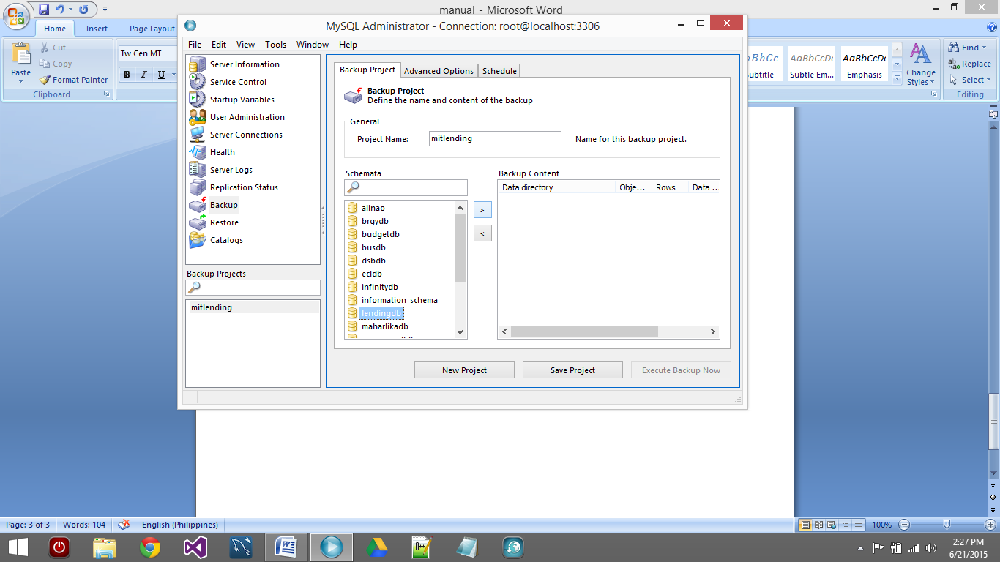 manual - Microsoft Word
Home Insert Page Layout
Paste
Cut
Copy
Format Painter
Clipboard
Tw Cen MT
B I U
Subtle Em... Emphasis
Change Styles
Find
Replace
Select
Editing
MySQL Administrator - Connection: root@localhost:3306
File Edit View Tools Window Help
Server Information
Service Control
Startup Variables
User Administration
Server Connections
Health
Server Logs
Replication Status
Backup
Restore
Catalogs
Backup Projects
mitlending
Backup Project Advanced Options Schedule
Backup Project
Define the name and content of the backup
General
Project Name: mitlending Name for this backup project.
Schemata
alinao
brgydb
budgetdb
busdb
dsbdb
ecldb
infinitydb
information_schema
lendingdb
maharlikadb
>
<
Backup Content
Data directory Obje... Rows Data ...
New Project Save Project Execute Backup Now
Page: 3 of 3 Words: 104 English (Philippines) 100%
2:27 PM
6/21/2015